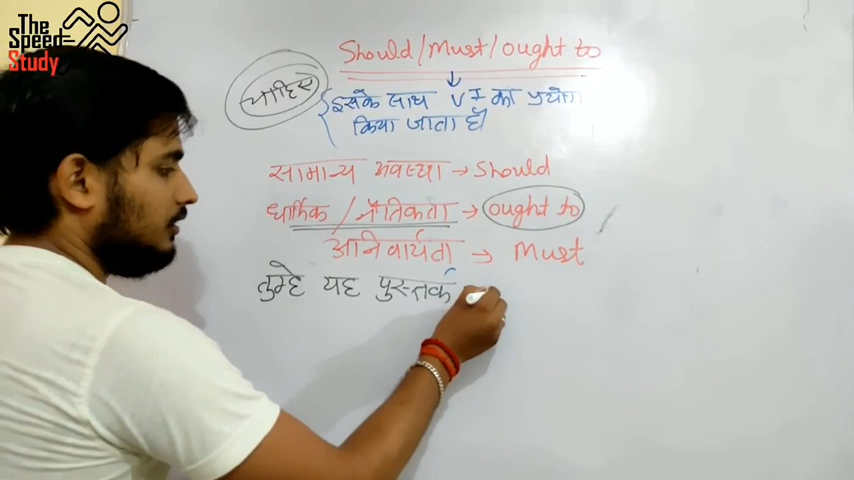 The
Speed
Study
Should/Must/ought to
चाहिए
इसके साथ V I का प्रयोग
किया जाता है
सामान्य अवस्था → Should
धार्मिक / नैतिकता → ought to
अनिवार्यता → Must
तुम्हे यह पुस्तक